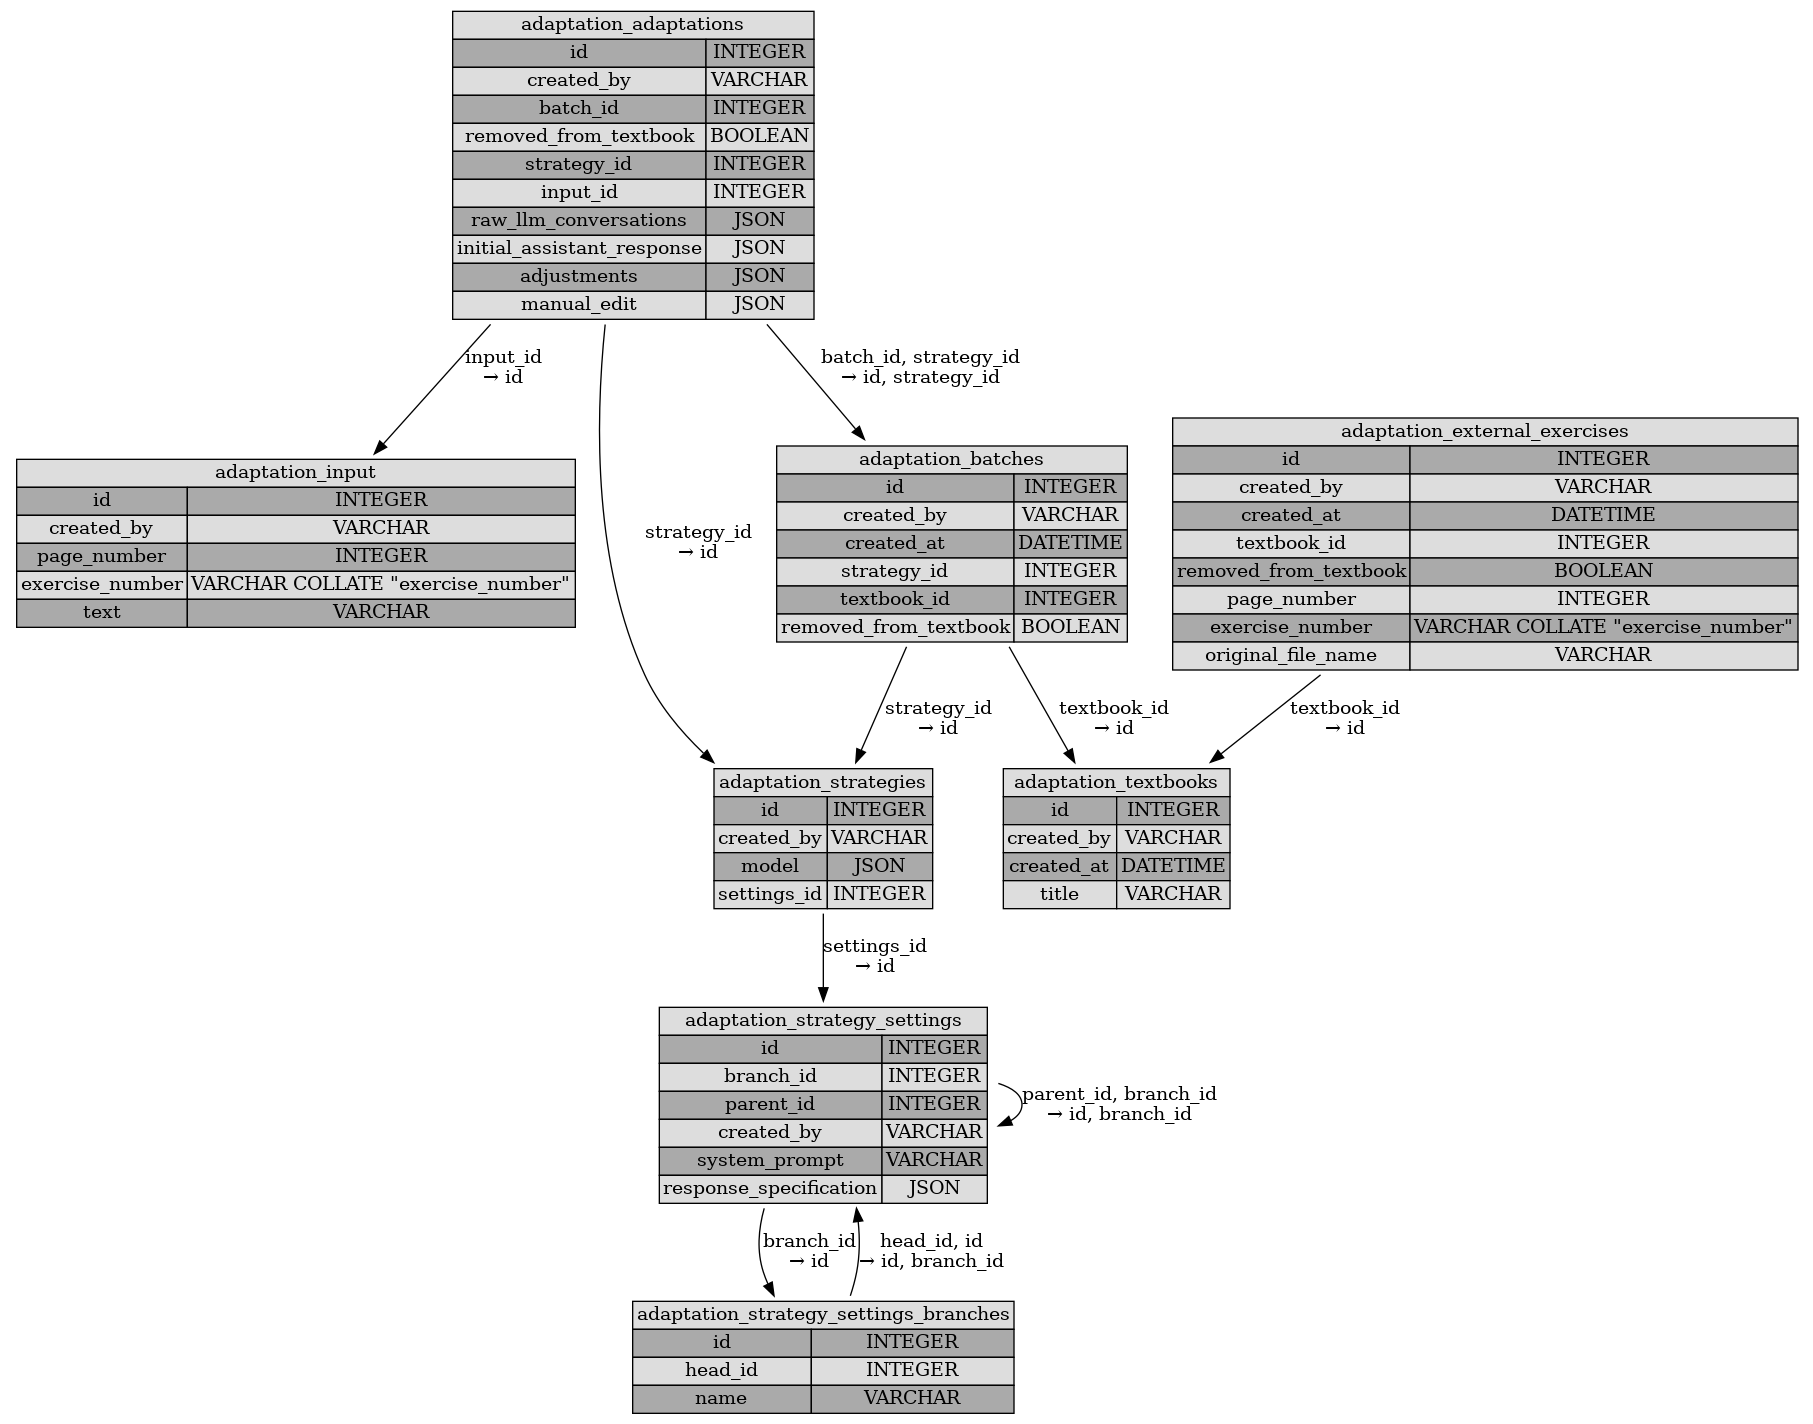 adaptation_adaptations
id INTEGER
created_by VARCHAR
batch_id INTEGER
removed_from_textbook BOOLEAN
strategy_id INTEGER
input_id INTEGER
raw_llm_conversations JSON
initial_assistant_response JSON
adjustments JSON
manual_edit JSON
input_id
→ id
batch_id, strategy_id
→ id, strategy_id
strategy_id
→ id
adaptation_input
id INTEGER
created_by VARCHAR
page_number INTEGER
exercise_number VARCHAR COLLATE "exercise_number"
text VARCHAR
adaptation_batches
id INTEGER
created_by VARCHAR
created_at DATETIME
strategy_id INTEGER
textbook_id INTEGER
removed_from_textbook BOOLEAN
adaptation_external_exercises
id INTEGER
created_by VARCHAR
created_at DATETIME
textbook_id INTEGER
removed_from_textbook BOOLEAN
page_number INTEGER
exercise_number VARCHAR COLLATE "exercise_number"
original_file_name VARCHAR
strategy_id
→ id
textbook_id
→ id
textbook_id
→ id
adaptation_strategies
id INTEGER
created_by VARCHAR
model JSON
settings_id INTEGER
adaptation_textbooks
id INTEGER
created_by VARCHAR
created_at DATETIME
title VARCHAR
settings_id
→ id
adaptation_strategy_settings
id INTEGER
branch_id INTEGER
parent_id INTEGER
created_by VARCHAR
system_prompt VARCHAR
response_specification JSON
parent_id, branch_id
→ id, branch_id
branch_id
→ id
head_id, id
→ id, branch_id
adaptation_strategy_settings_branches
id INTEGER
head_id INTEGER
name VARCHAR